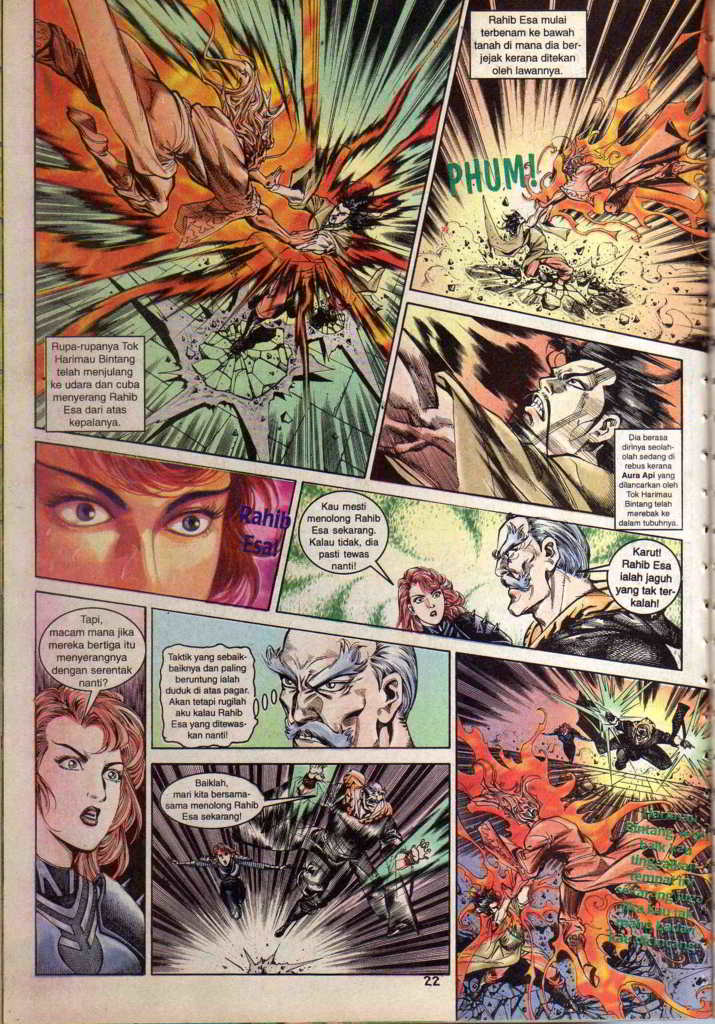 Rupa-rupanya Tok
Harimau Bintang
telah menjulang
ke udara dan cuba
menyerang Rahib
Esa dari atas
kepalanya.
Rahib Esa mulai
terbenam ke bawah
tanah di mana dia ber-
jejak kerana ditekan
oleh lawannya.
PHUM!
Dia berasa
dirinya seolah-
olah sedang di
rebus kerana
Aura Api yang
dilancarkan oleh
Tok Harimau
Bintang telah
merebak ke
dalam tubuhnya.
Rahib
Esa!
Kau mesti
menolong Rahib
Esa sekarang.
Kalau tidak, dia
pasti tewas
nanti!
Karut!
Rahib Esa
ialah jaguh
yang tak ter-
kalah!
Tapi,
macam mana jika
mereka bertiga itu
menyerangnya
dengan serentak
nanti?
Taktik yang sebaik-
baiknya dan paling
beruntung ialah
duduk di atas pagar.
Akan tetapi rugilah
aku kalau Rahib
Esa yang ditewas-
kan nanti!
Baiklah,
mari kita bersama-
sama menolong Rahib
Esa sekarang!
Bintang
baik kau
tinggalkan
tempat ini
22